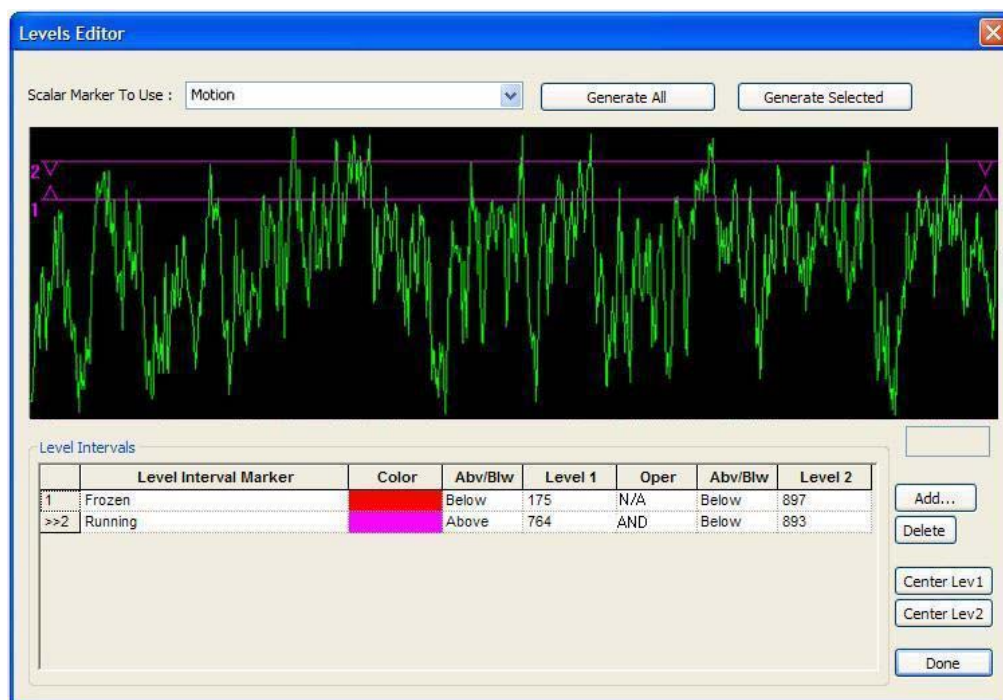 Levels Editor
Scalar Marker To Use : Motion Generate All Generate Selected
2
1
Level Intervals
Level Interval Marker Color Abv/Blw Level 1 Oper Abv/Blw Level 2
1 Frozen Below 175 N/A Below 897
>>2 Running Above 764 AND Below 893
Add...
Delete
Center Lev1
Center Lev2
Done